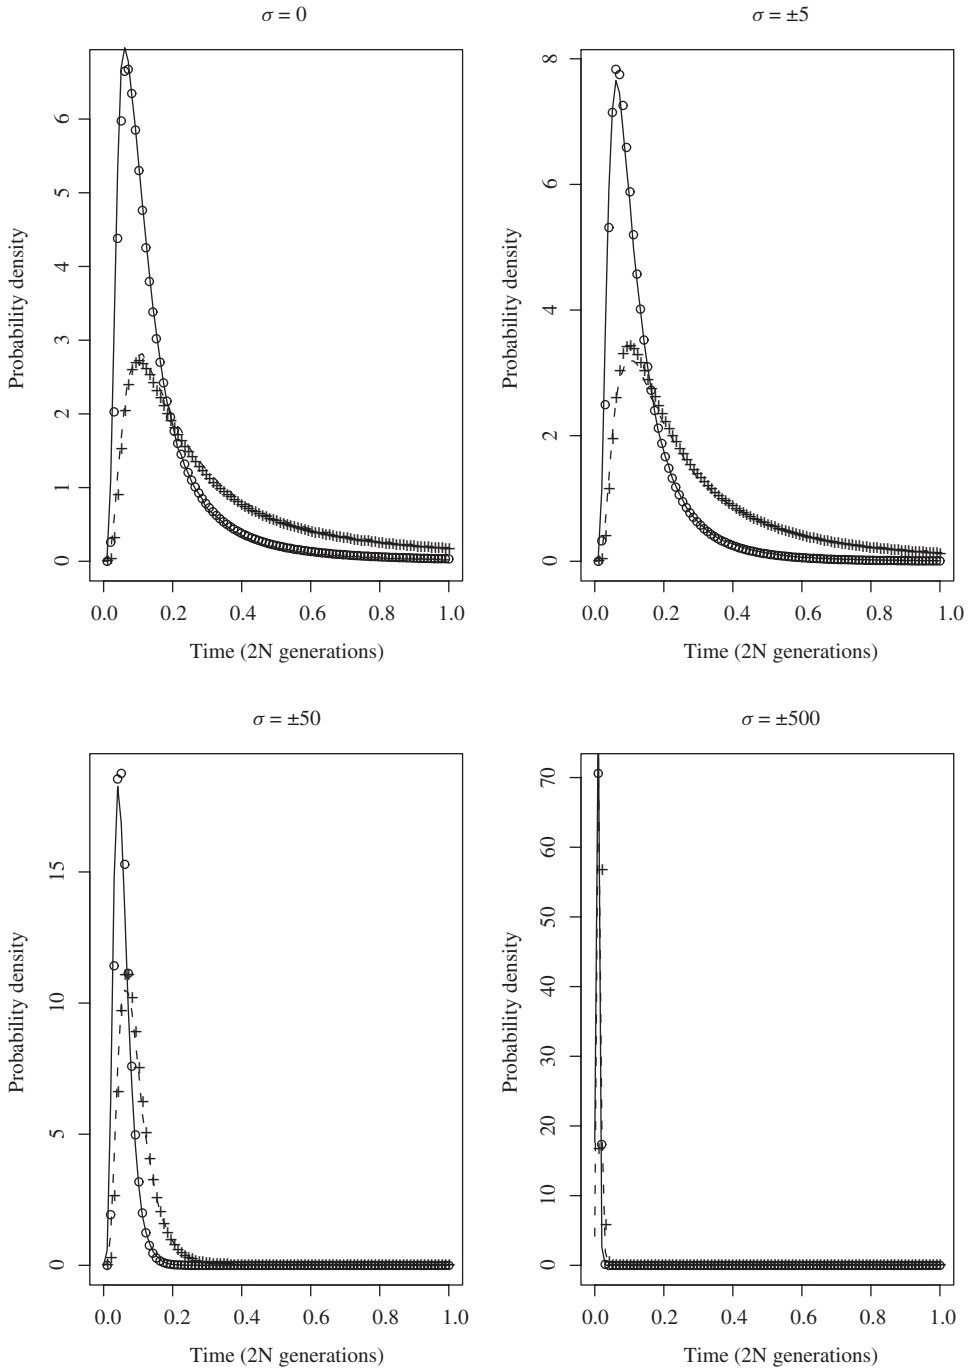 σ = 0
Probability density
0 1 2 3 4 5 6
0.0 0.2 0.4 0.6 0.8 1.0
Time (2N generations)
σ = ±5
Probability density
0 2 4 6 8
0.0 0.2 0.4 0.6 0.8 1.0
Time (2N generations)
σ = ±50
Probability density
0 5 10 15
0.0 0.2 0.4 0.6 0.8 1.0
Time (2N generations)
σ = ±500
Probability density
0 10 20 30 40 50 60 70
0.0 0.2 0.4 0.6 0.8 1.0
Time (2N generations)